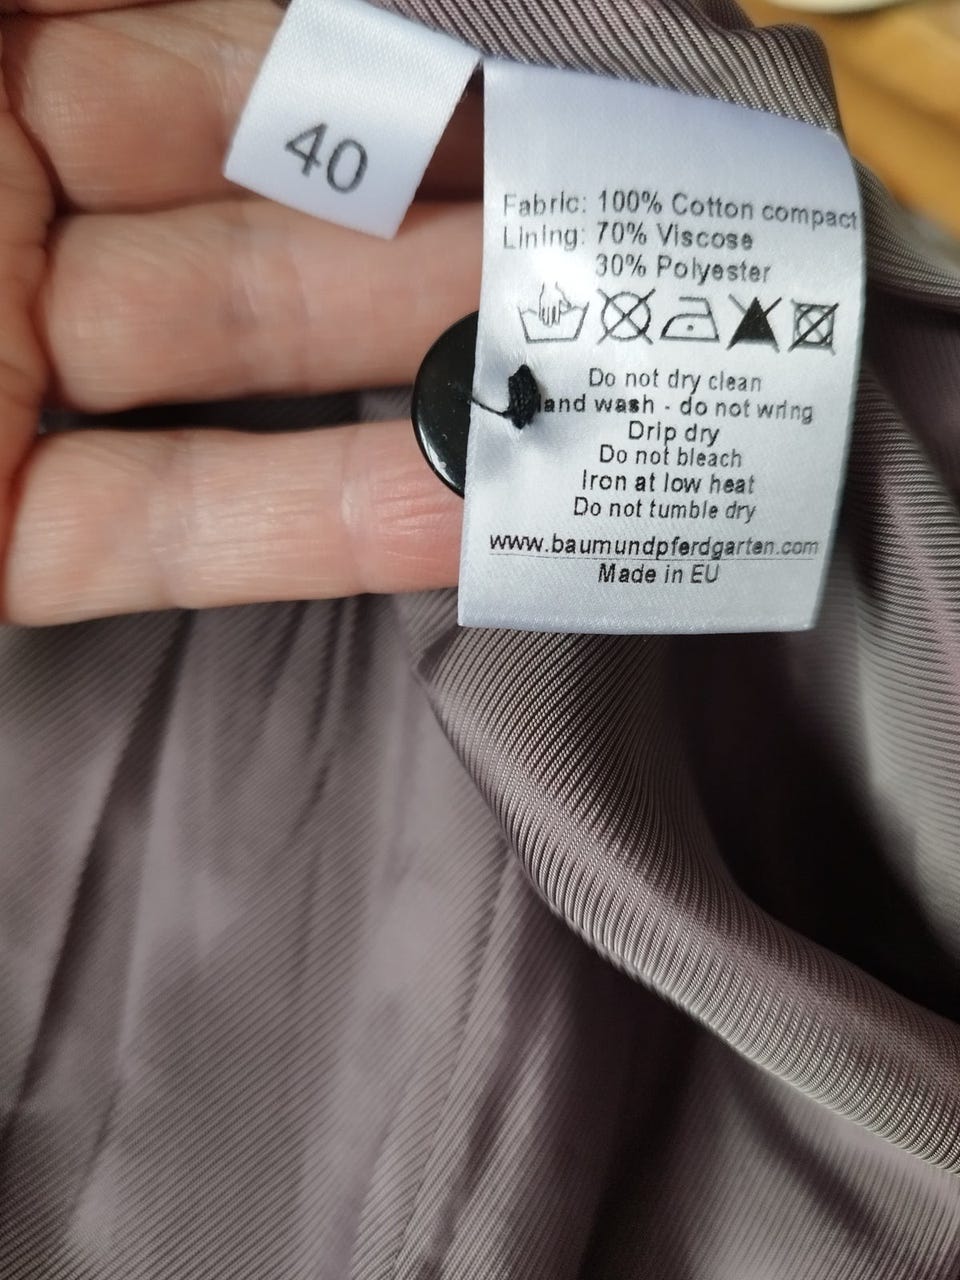 40
Fabric: 100% Cotton compact
Lining: 70% Viscose
30% Polyester
Do not dry clean
and wash - do not wring
Drip dry
Do not bleach
Iron at low heat
Do not tumble dry
www.baumundpferdgarten.com
Made in EU